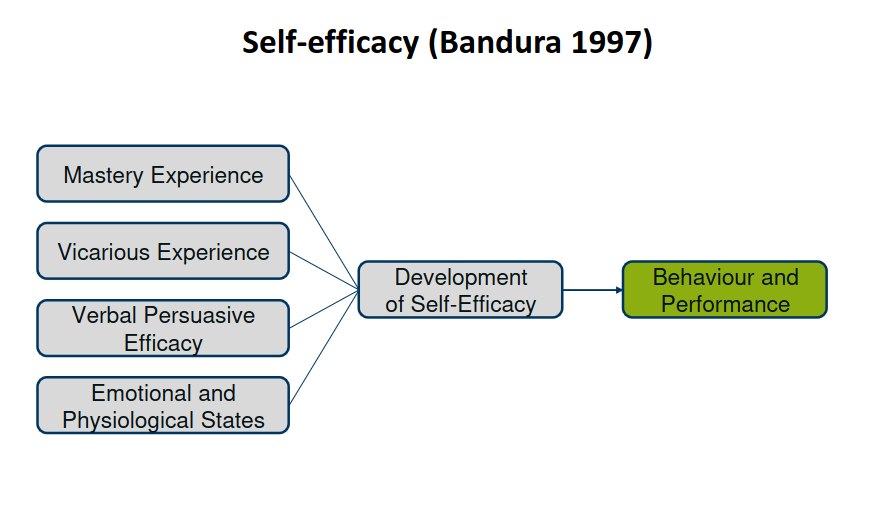 Self-efficacy (Bandura 1997)
Mastery Experience
Vicarious Experience
Verbal Persuasive
Efficacy
Emotional and
Physiological States
Development
of Self-Efficacy
Behaviour and
Performance